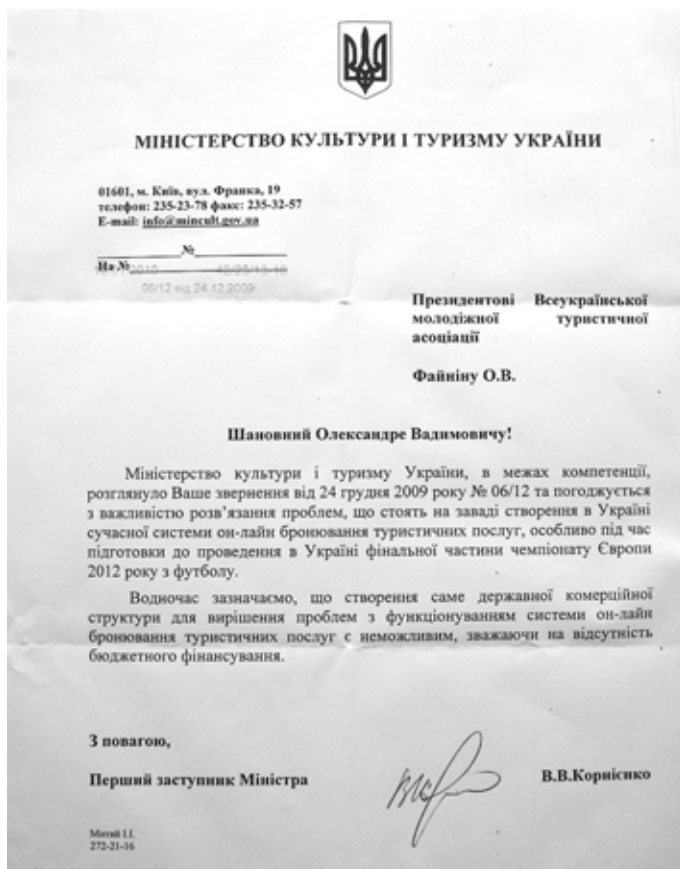 МІНІСТЕРСТВО КУЛЬТУРИ І ТУРИЗМУ УКРАЇНИ
01601, м. Київ, вул. Франка, 19
телефон: 235-23-78 факс: 235-32-57
E-mail: info@mincult.gov.ua
№
На №
06/12 від 24.12.2009
Президентові Всеукраїнської
молодіжної туристичної
асоціації
Файніну О.В.
Шановний Олександре Вадимовичу!
Міністерство культури і туризму України, в межах компетенції,
розглянуло Ваше звернення від 24 грудня 2009 року № 06/12 та погоджується
з важливістю розв’язання проблем, що стоять на заваді створення в Україні
сучасної системи он-лайн бронювання туристичних послуг, особливо під час
підготовки до проведення в Україні фінальної частини чемпіонату Європи
2012 року з футболу.
Водночас зазначаємо, що створення саме державної комерційної
структури для вирішення проблем з функціонуванням системи он-лайн
бронювання туристичних послуг є неможливим, зважаючи на відсутність
бюджетного фінансування.
З повагою,
Перший заступник Міністра В.В.Корнієнко
272-21-16